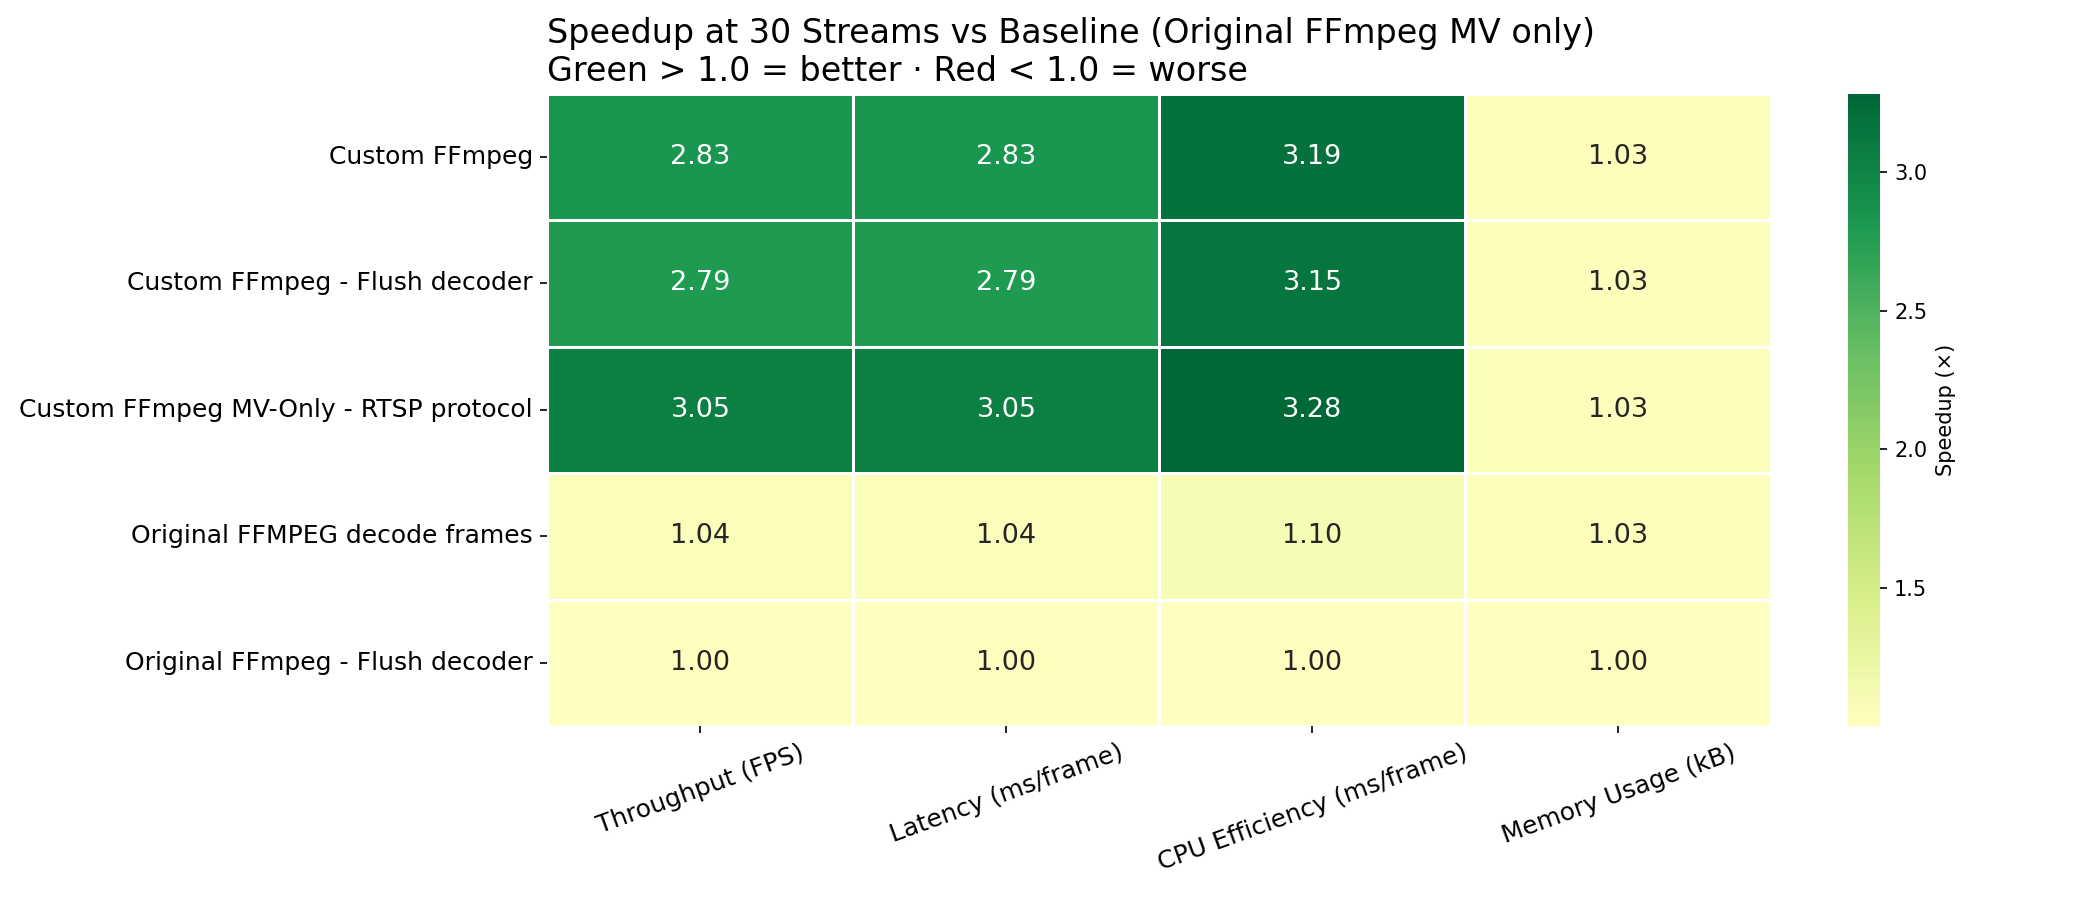 Speedup at 30 Streams vs Baseline (Original FFmpeg MV only)
Green > 1.0 = better · Red < 1.0 = worse
Custom FFmpeg
2.83 2.83 3.19 1.03
Custom FFmpeg - Flush decoder
2.79 2.79 3.15 1.03
Custom FFmpeg MV-Only - RTSP protocol
3.05 3.05 3.28 1.03
Original FFMPEG decode frames
1.04 1.04 1.10 1.03
Original FFmpeg - Flush decoder
1.00 1.00 1.00 1.00
Throughput (FPS)
Latency (ms/frame)
CPU Efficiency (ms/frame)
Memory Usage (kB)
3.0
2.5
2.0
1.5
Speedup (×)